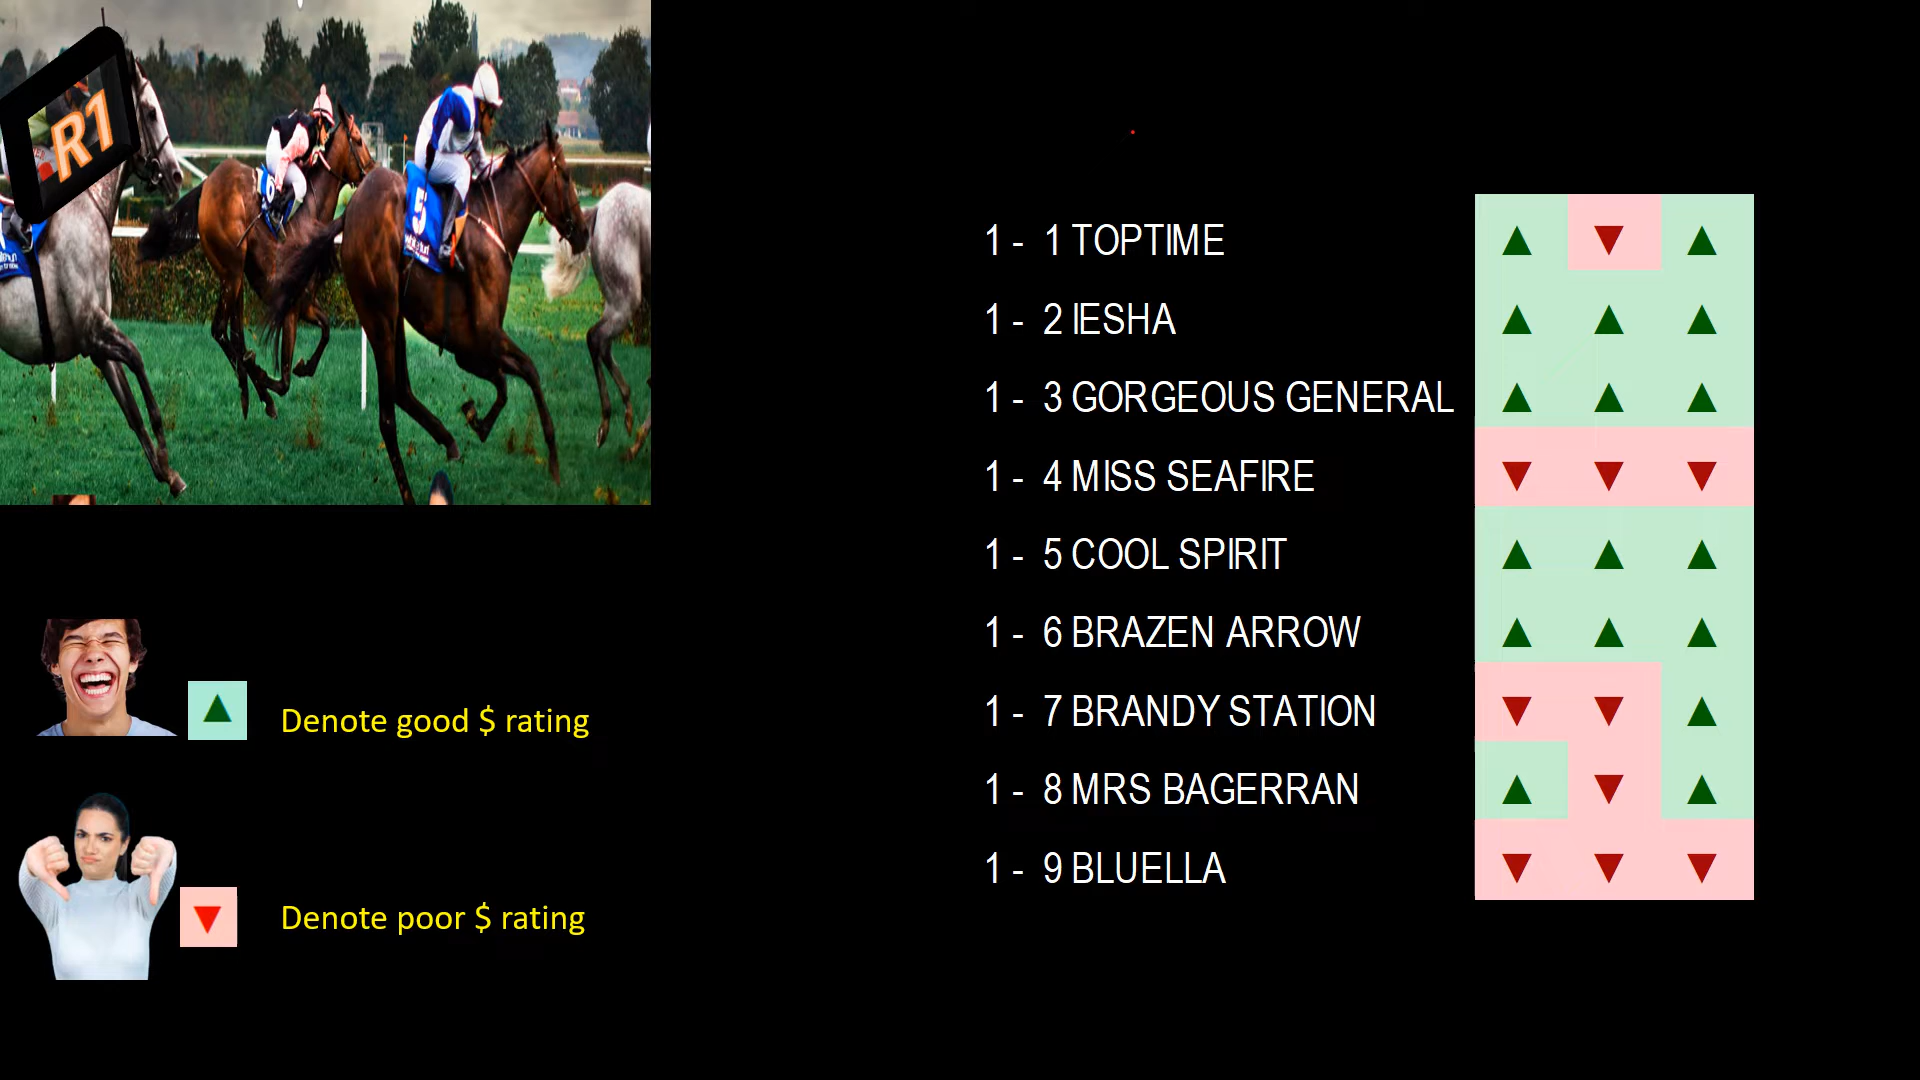 R1
6
5
1 - 1 TOPTIME ▲ ▼ ▲
1 - 2 IESHA ▲ ▲ ▲
1 - 3 GORGEOUS GENERAL ▲ ▲ ▲
1 - 4 MISS SEAFIRE ▼ ▼ ▼
1 - 5 COOL SPIRIT ▲ ▲ ▲
1 - 6 BRAZEN ARROW ▲ ▲ ▲
1 - 7 BRANDY STATION ▼ ▼ ▲
1 - 8 MRS BAGERRAN ▲ ▼ ▲
1 - 9 BLUELLA ▼ ▼ ▼
▲ Denote good $ rating
▼ Denote poor $ rating